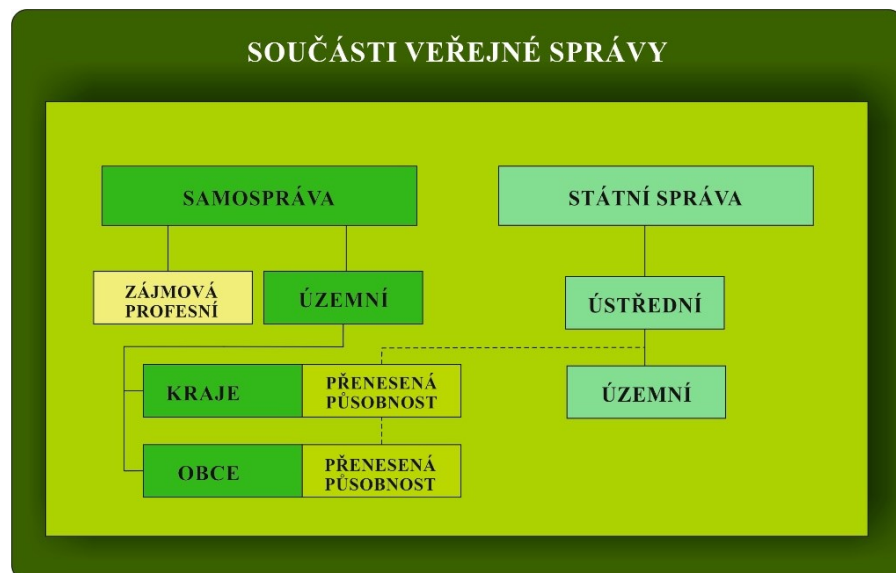 SOUČÁSTI VEŘEJNÉ SPRÁVY
SAMOSPRÁVA
STÁTNÍ SPRÁVA
ZÁJMOVÁ
PROFESNÍ
ÚZEMNÍ
ÚSTŘEDNÍ
KRAJE
PŘENESENÁ
PŮSOBNOST
ÚZEMNÍ
OBCE
PŘENESENÁ
PŮSOBNOST